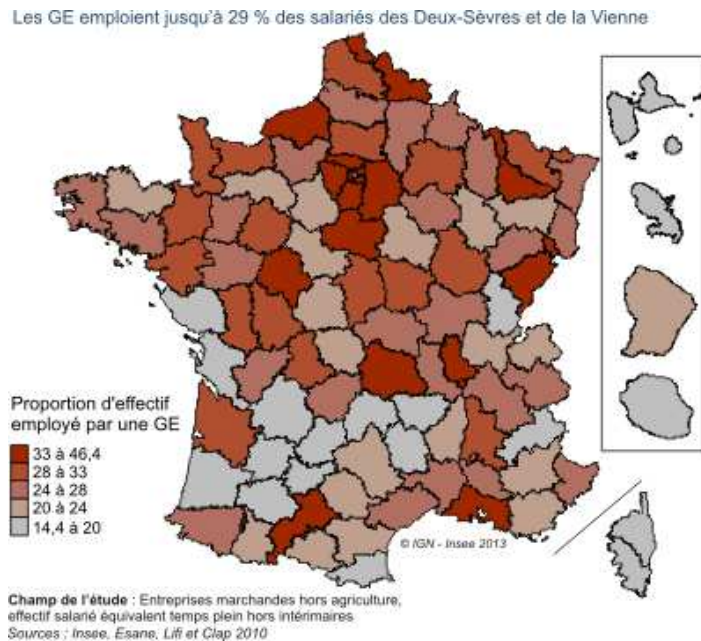 Les GE emploient jusqu'à 29 % des salariés des Deux-Sèvres et de la Vienne
Proportion d'effectif
employé par une GE
33 à 46,4
28 à 33
24 à 28
20 à 24
14,4 à 20
© IGN - Insee 2013
Champ de l'étude : Entreprises marchandes hors agriculture,
effectif salarié équivalent temps plein hors intérimaires
Sources : Insee, Esane, Lifi et Clap 2010